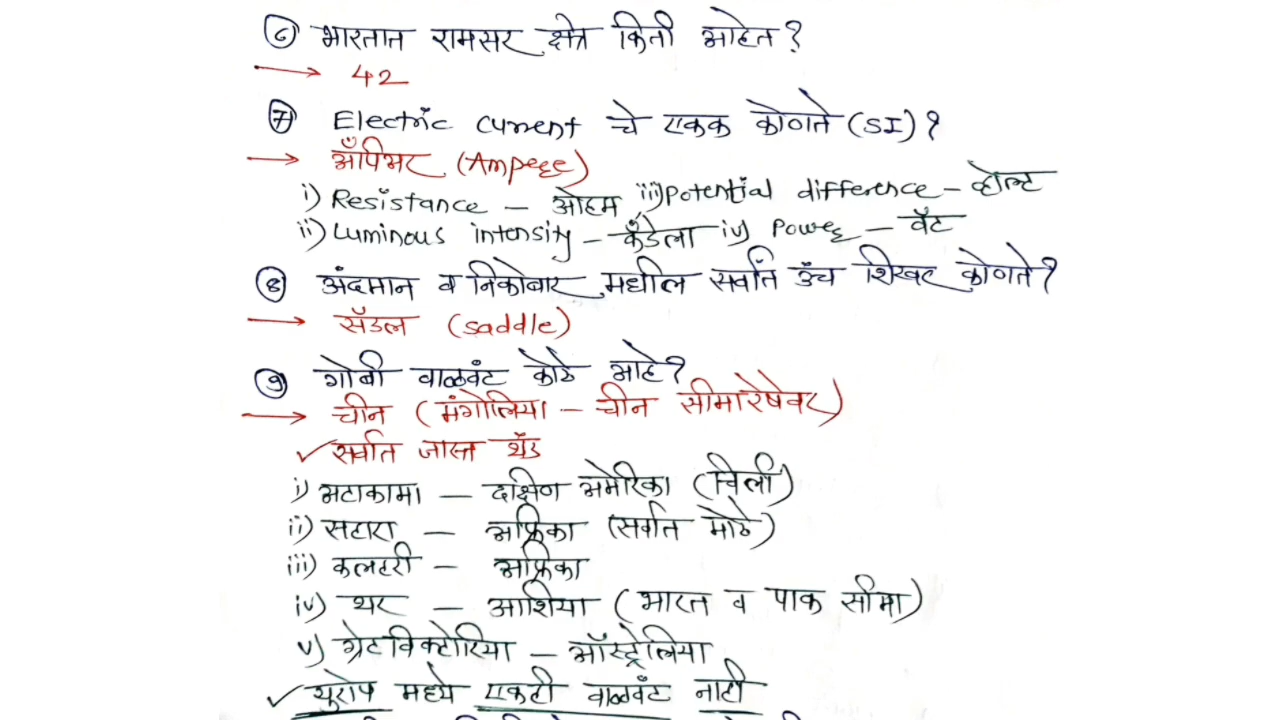 ६ भारतात रामसर क्षेत्र किती आहेत?
→ 42
7 Electric current चे एकक कोणते (SI)?
→ अँपिअर (Ampere)
i) Resistance – ओहम iii) Potential difference – व्होल्ट
ii) Luminous intensity – कँडेला iv) Power – वॅट
8 अंदमान व निकोबार मधील सर्वात उंच शिखर कोणते?
→ सॅडल (saddle)
9 गोबी वाळवंट कोठे आहे?
→ चीन (मंगोलिया – चीन सीमारेषेवर)
✓ सर्वात जास्त थंड
i) अटाकामा – दक्षिण अमेरिका (चिली)
ii) सहारा – आफ्रिका (सर्वात मोठे)
iii) कलहरी – आफ्रिका
iv) थर – आशिया (भारत व पाक सीमा)
v) ग्रेट विक्टोरिया – ऑस्ट्रेलिया
✓ युरोप मध्ये एकही वाळवंट नाही